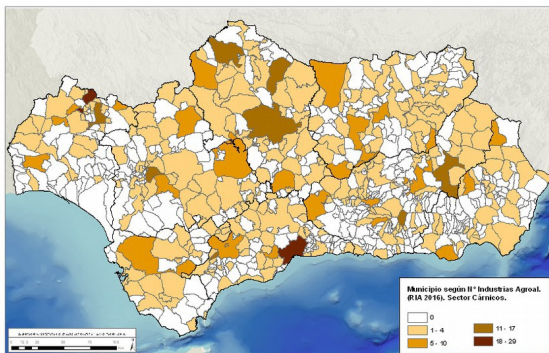 Municipio según Nº Industrias Agroal.
(RIA 2016). Sector Cárnicos.
0
1 - 4
5 - 10
11 - 17
18 - 29